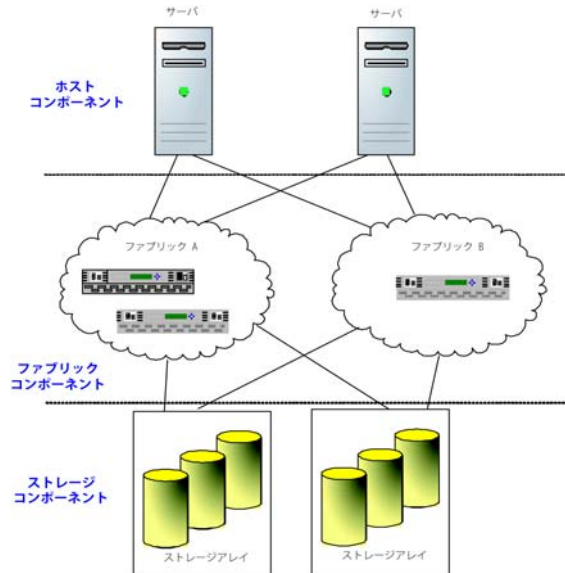 サーバ
サーバ
ホスト
コンポーネント
ファブリック A
ファブリック B
ファブリック
コンポーネント
ストレージ
コンポーネント
ストレージアレイ
ストレージアレイ